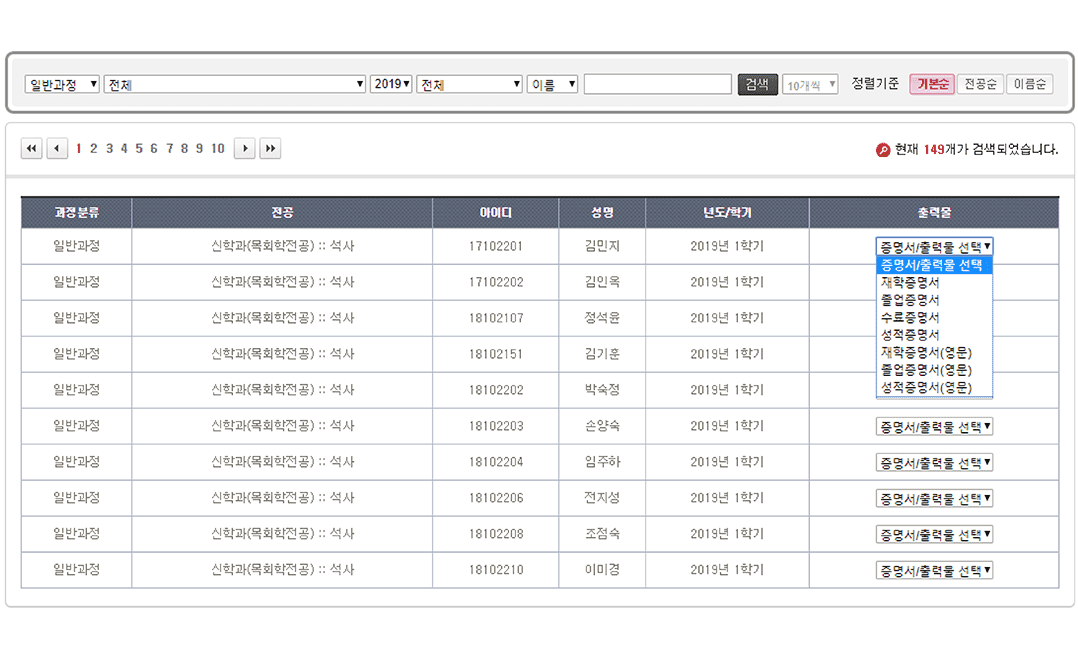 일반과정 전체 2019 전체 이름 검색 10개씩 정렬기준 기본순 전공순 이름순
1 2 3 4 5 6 7 8 9 10 현재 149개가 검색되었습니다.
과정분류 전공 아이디 성명 년도/학기 출력물
일반과정 신학과(목회학전공) :: 석사 17102201 김민지 2019년 1학기 증명서/출력물 선택
증명서/출력물 선택
재학증명서
졸업증명서
수료증명서
성적증명서
재학증명서(영문)
졸업증명서(영문)
성적증명서(영문)
일반과정 신학과(목회학전공) :: 석사 17102202 김인옥 2019년 1학기
일반과정 신학과(목회학전공) :: 석사 18102107 정석윤 2019년 1학기
일반과정 신학과(목회학전공) :: 석사 18102151 김기훈 2019년 1학기
일반과정 신학과(목회학전공) :: 석사 18102202 박숙정 2019년 1학기
일반과정 신학과(목회학전공) :: 석사 18102203 손양숙 2019년 1학기 증명서/출력물 선택
일반과정 신학과(목회학전공) :: 석사 18102204 임주하 2019년 1학기 증명서/출력물 선택
일반과정 신학과(목회학전공) :: 석사 18102206 전지성 2019년 1학기 증명서/출력물 선택
일반과정 신학과(목회학전공) :: 석사 18102208 조점숙 2019년 1학기 증명서/출력물 선택
일반과정 신학과(목회학전공) :: 석사 18102210 이미경 2019년 1학기 증명서/출력물 선택